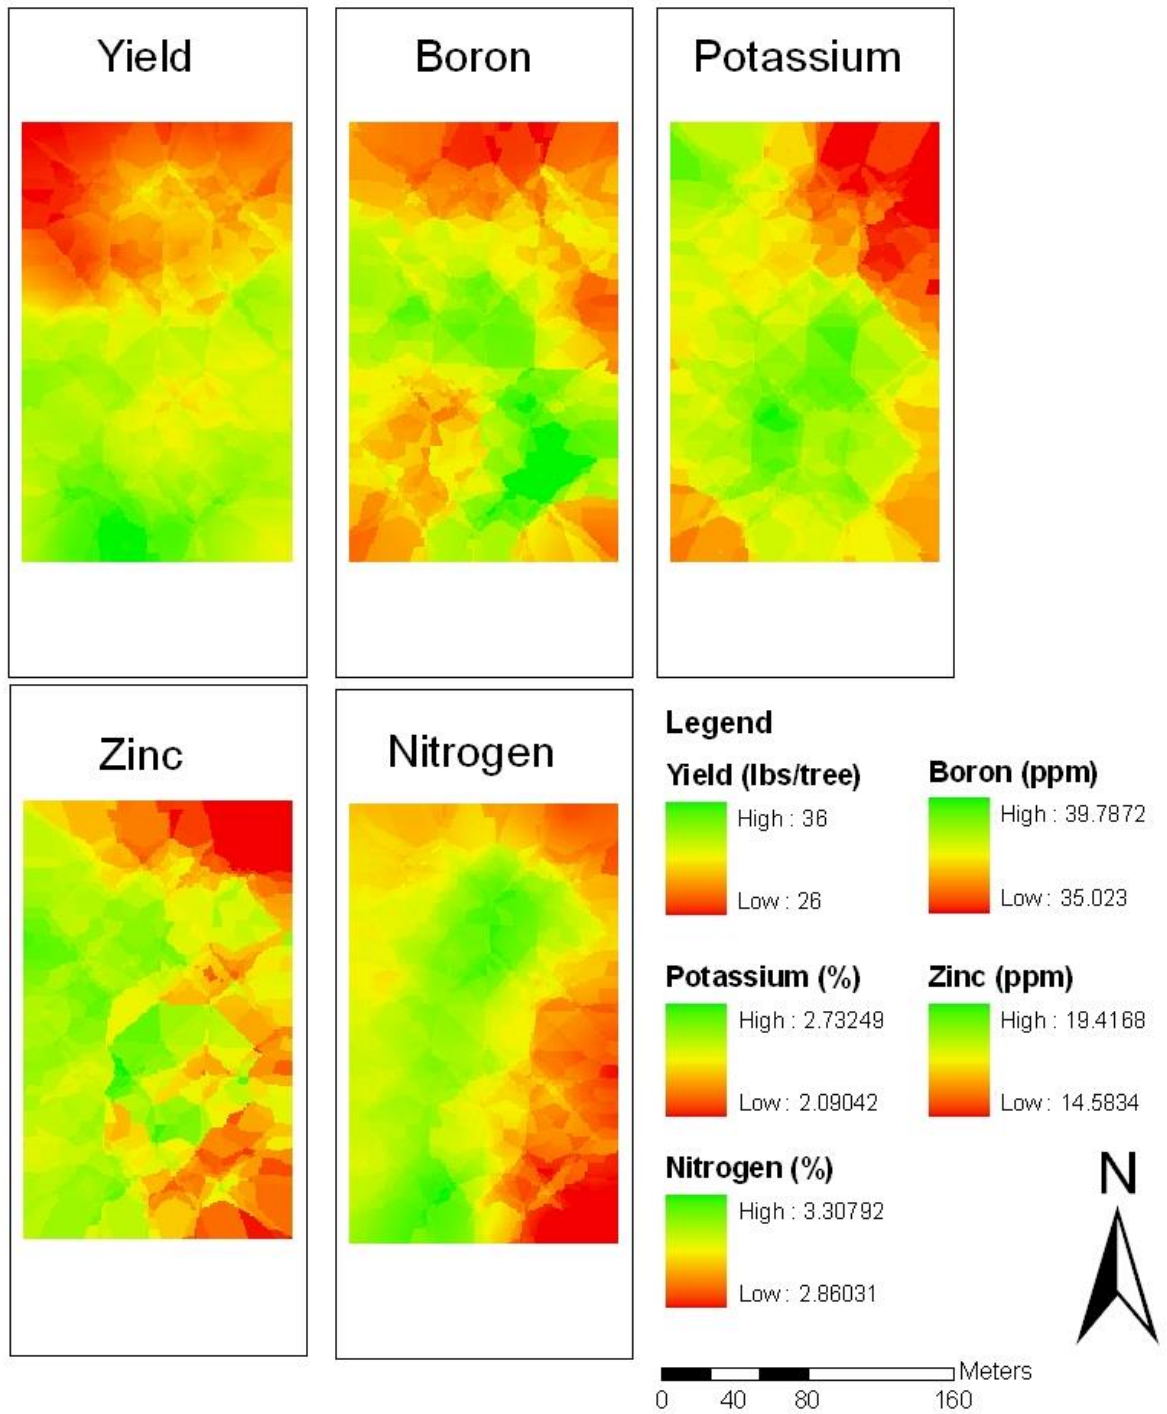 Yield
Boron
Potassium
Zinc
Nitrogen
Legend
Yield (lbs/tree)
High : 36
Low : 26
Boron (ppm)
High : 39.7872
Low : 35.023
Potassium (%)
High : 2.73249
Low : 2.09042
Zinc (ppm)
High : 19.4168
Low : 14.5834
Nitrogen (%)
High : 3.30792
Low : 2.86031
N
Meters
0 40 80 160